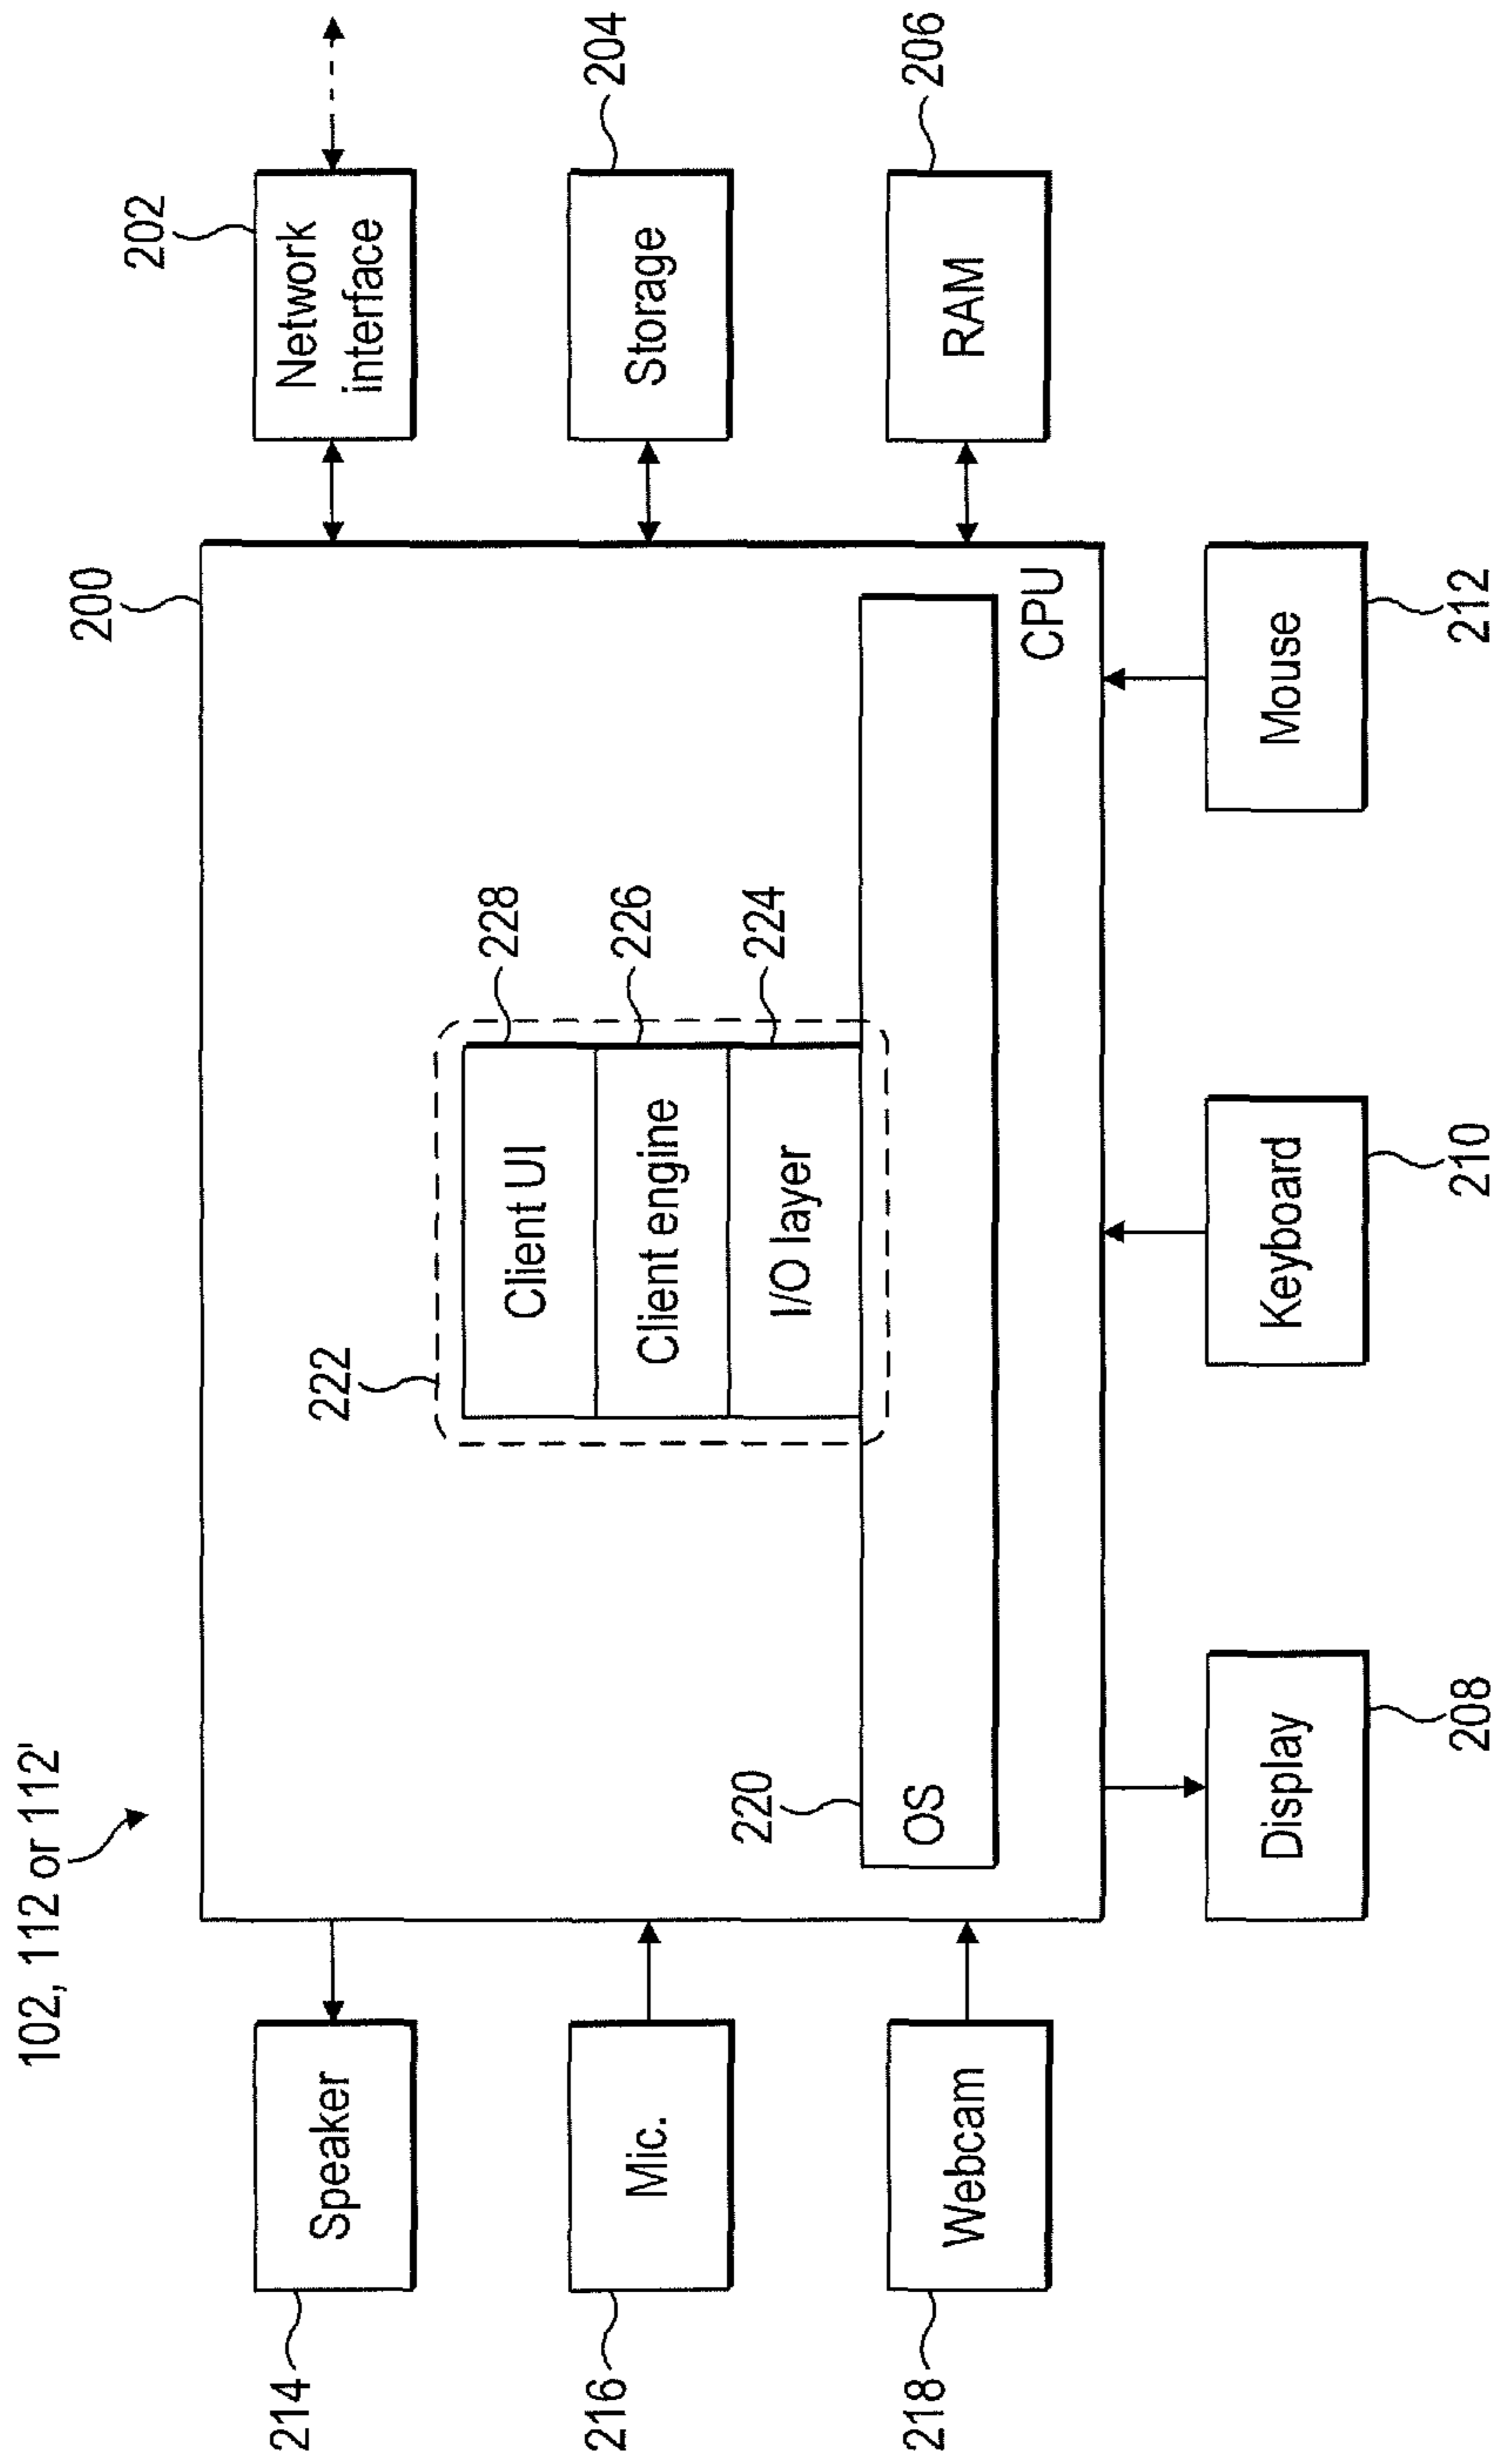 102, 112 or 112'
200
202
Speaker
214
Network
interface
222
228
Client UI
204
Mic.
216
226
Client engine
Storage
224
I/O layer
206
Webcam
218
220
OS
RAM
CPU
Display
208
Keyboard
210
Mouse
212